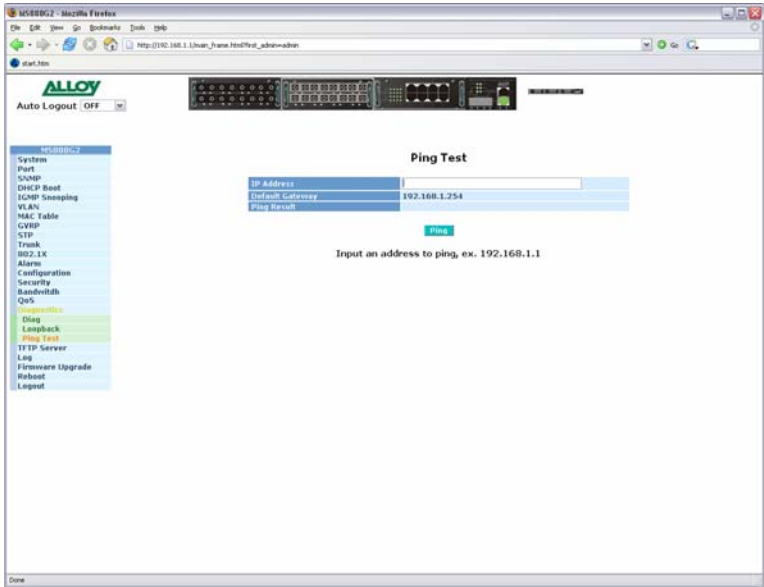 MS888G2 - Mozilla Firefox
File Edit View Go Bookmarks Tools Help
http://192.168.1.1/main_frame.html?first_admin=admin
Go
start.htm
ALLOY
Auto Logout OFF
MS888G2
System
Port
SNMP
DHCP Boot
IGMP Snooping
VLAN
MAC Table
GVRP
STP
Trunk
802.1X
Alarm
Configuration
Security
Bandwitdh
QoS
Diagnostics
Diag
Loopback
Ping Test
TFTP Server
Log
Firmware Upgrade
Reboot
Logout
Ping Test
IP Address
Default Gateway 192.168.1.254
Ping Result
Ping
Input an address to ping, ex. 192.168.1.1
Done